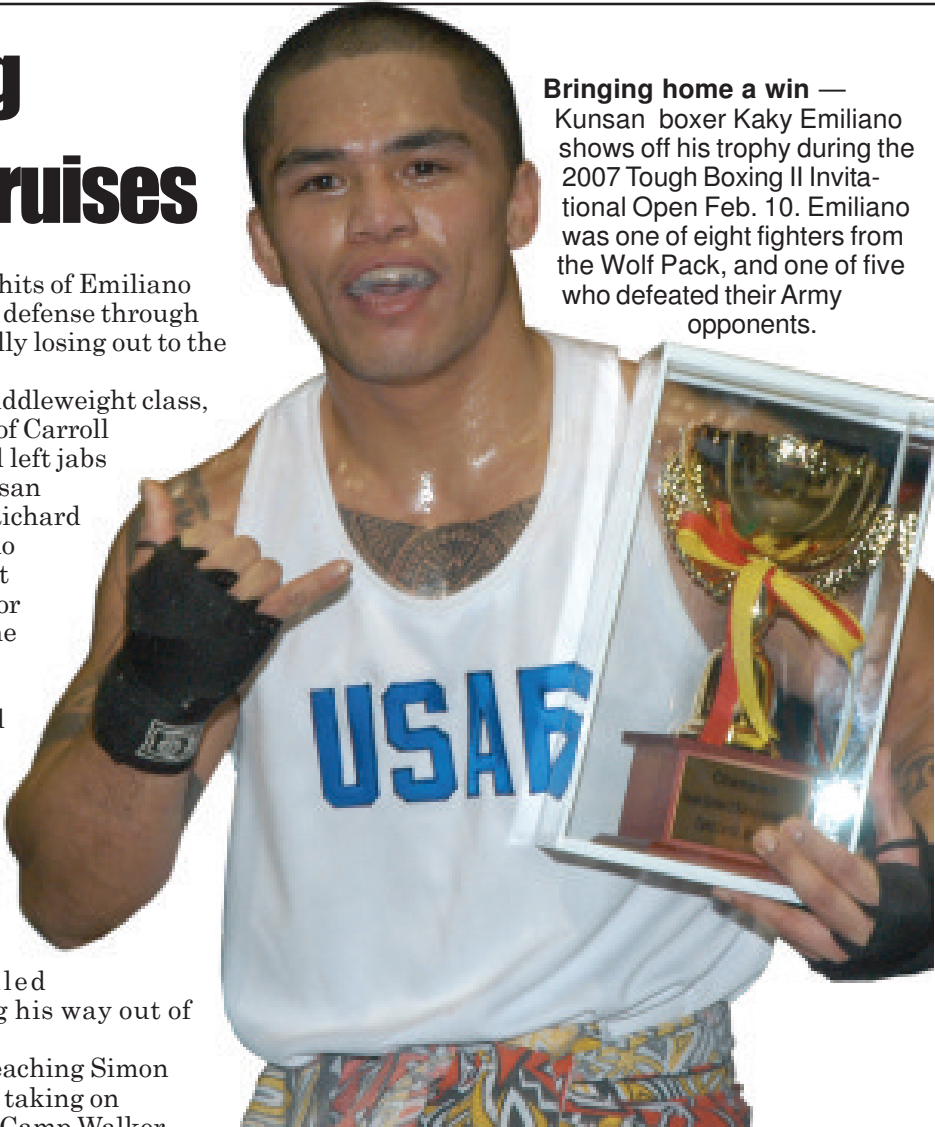 g
ruises
Bringing home a win —
Kunsan boxer Kaky Emiliano
shows off his trophy during the
2007 Tough Boxing II Invita-
tional Open Feb. 10. Emiliano
was one of eight fighters from
the Wolf Pack, and one of five
who defeated their Army
opponents.
hits of Emiliano
defense through
lly losing out to the
ddleweight class,
of Carroll
l left jabs
san
ichard
o
t
or
ne
l
led
g his way out of
eaching Simon
taking on
Camp Walker
USAF
Champion